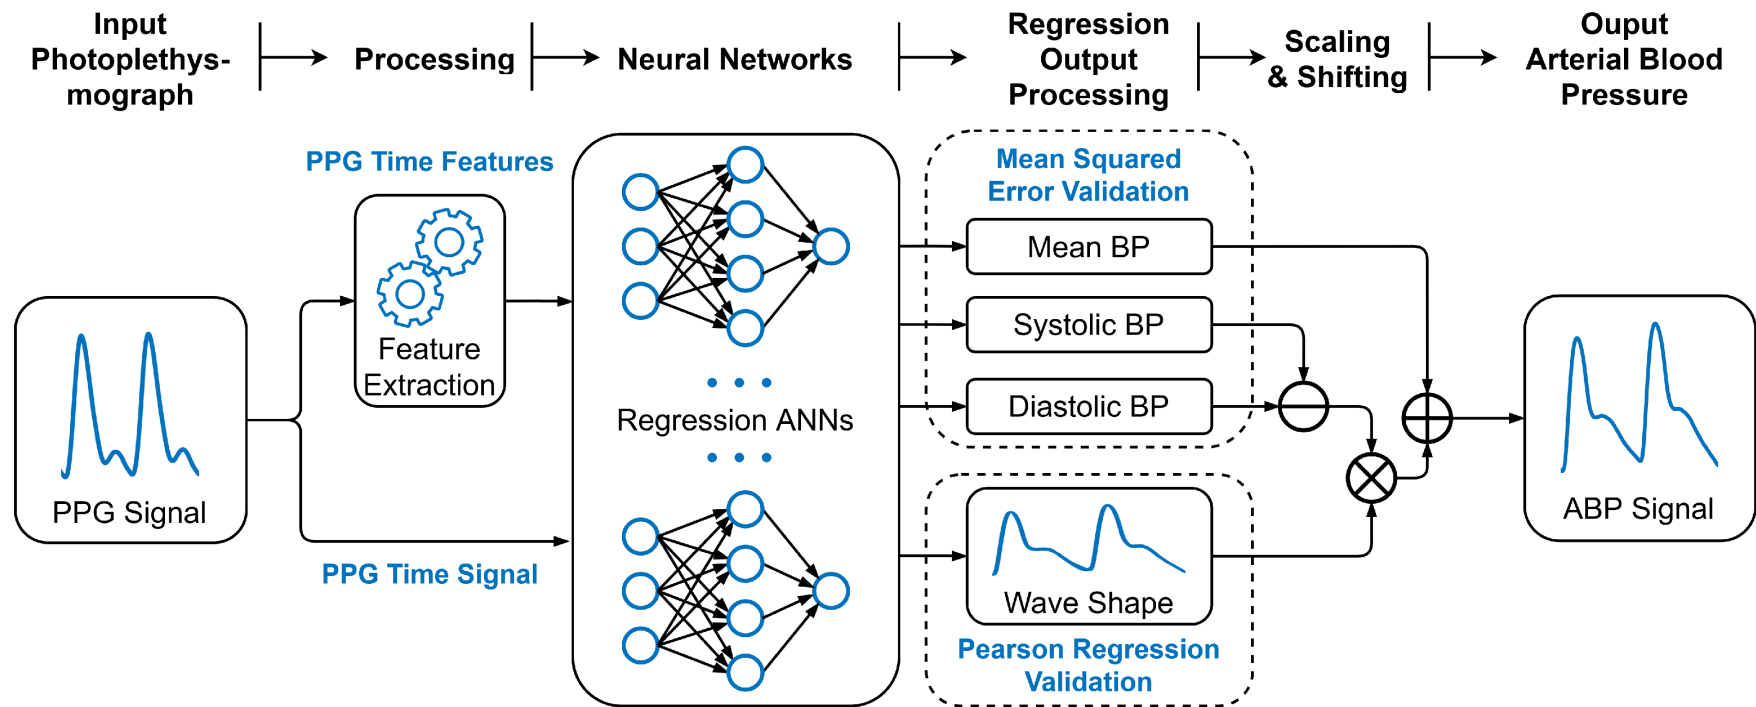 Input
Photoplethys-
mograph
Processing
Neural Networks
Regression
Output
Processing
Scaling
& Shifting
Ouput
Arterial Blood
Pressure
PPG Time Features
Feature
Extraction
PPG Signal
PPG Time Signal
Regression ANNs
Mean Squared
Error Validation
Mean BP
Systolic BP
Diastolic BP
Wave Shape
Pearson Regression
Validation
ABP Signal